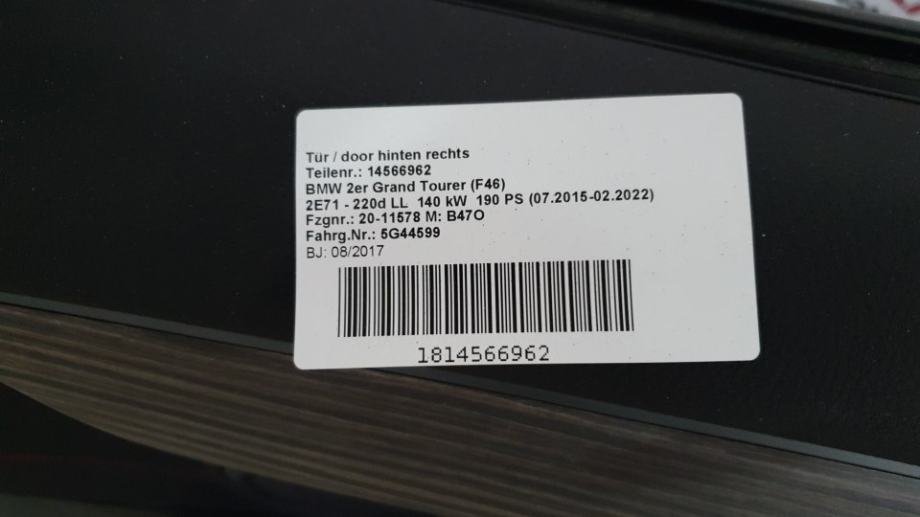 Tür / door hinten rechts
Teilenr.: 14566962
BMW 2er Grand Tourer (F46)
2E71 - 220d LL 140 kW 190 PS (07.2015-02.2022)
Fzgnr.: 20-11578 M: B47O
Fahrg.Nr.: 5G44599
BJ: 08/2017
1814566962